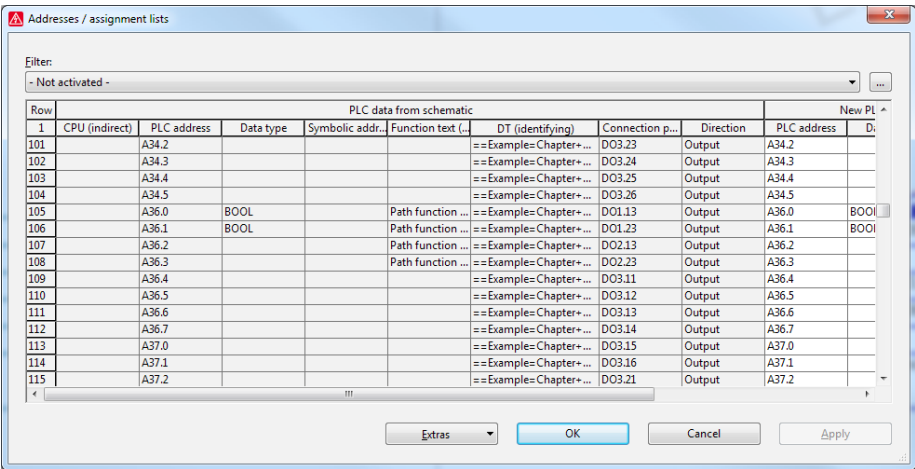 Addresses / assignment lists
Filter:
- Not activated -
...
Row PLC data from schematic New PL
1 CPU (indirect) PLC address Data type Symbolic addr... Function text (... DT (identifying) Connection p... Direction PLC address Da
101 A34.2 ==Example=Chapter+... DO3.23 Output A34.2
102 A34.3 ==Example=Chapter+... DO3.24 Output A34.3
103 A34.4 ==Example=Chapter+... DO3.25 Output A34.4
104 A34.5 ==Example=Chapter+... DO3.26 Output A34.5
105 A36.0 BOOL Path function ... ==Example=Chapter+... DO1.13 Output A36.0 BOOL
106 A36.1 BOOL Path function ... ==Example=Chapter+... DO1.23 Output A36.1 BOOL
107 A36.2 Path function ... ==Example=Chapter+... DO2.13 Output A36.2
108 A36.3 Path function ... ==Example=Chapter+... DO2.23 Output A36.3
109 A36.4 ==Example=Chapter+... DO3.11 Output A36.4
110 A36.5 ==Example=Chapter+... DO3.12 Output A36.5
111 A36.6 ==Example=Chapter+... DO3.13 Output A36.6
112 A36.7 ==Example=Chapter+... DO3.14 Output A36.7
113 A37.0 ==Example=Chapter+... DO3.15 Output A37.0
114 A37.1 ==Example=Chapter+... DO3.16 Output A37.1
115 A37.2 ==Example=Chapter+... DO3.21 Output A37.2
Extras OK Cancel Apply